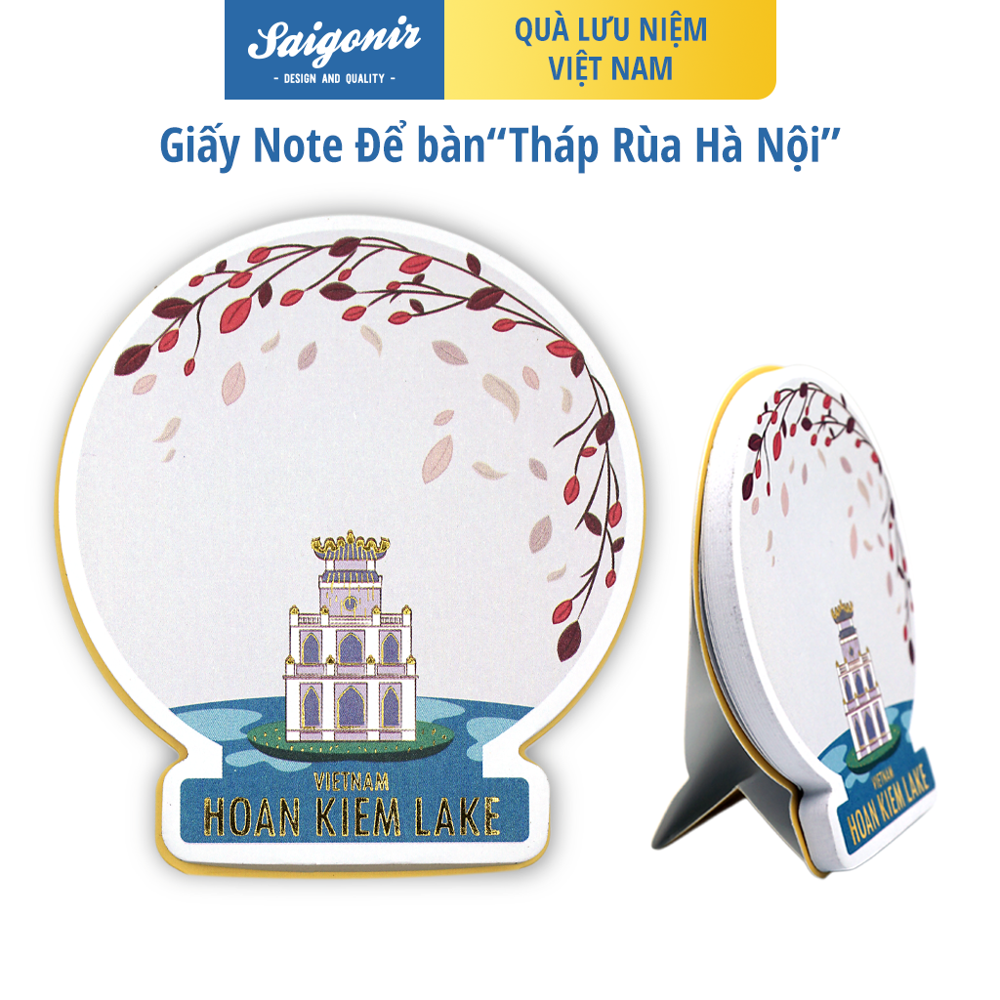 Saigonir
- DESIGN AND QUALITY -
QUÀ LƯU NIỆM
VIỆT NAM
Giấy Note Để bàn“Tháp Rùa Hà Nội”
VIETNAM
HOAN KIEM LAKE
VIETNAM
HOAN KIEM LAKE